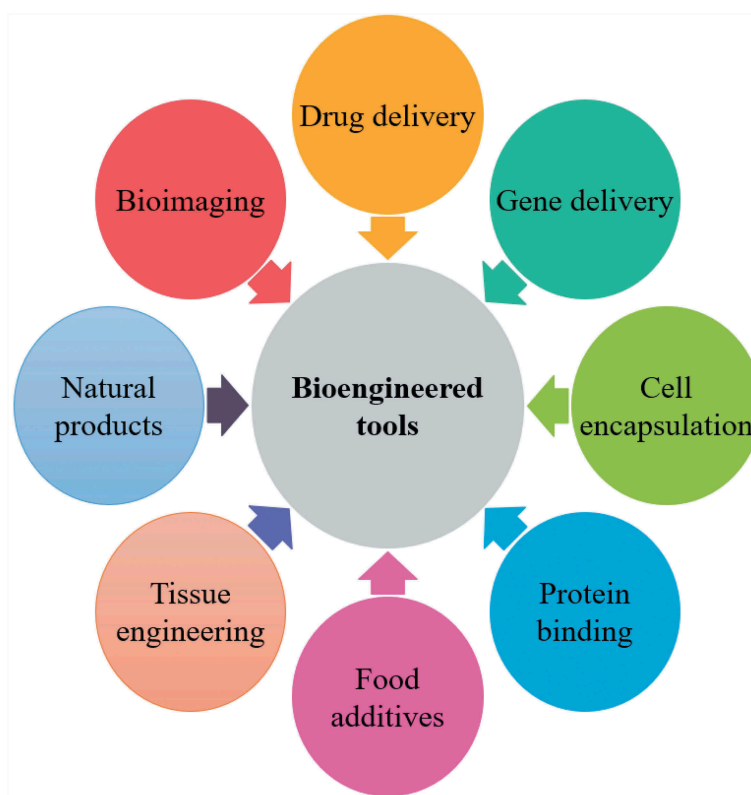 Drug delivery
Bioimaging
Gene delivery
Natural
products
Bioengineered
tools
Cell
encapsulation
Tissue
engineering
Protein
binding
Food
additives